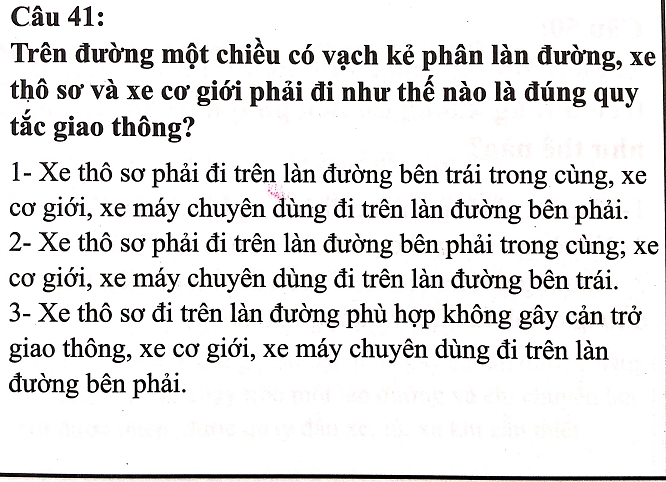 Câu 41:
Trên đường một chiều có vạch kẻ phân làn đường, xe
thô sơ và xe cơ giới phải đi như thế nào là đúng quy
tắc giao thông?
1- Xe thô sơ phải đi trên làn đường bên trái trong cùng, xe
cơ giới, xe máy chuyên dùng đi trên làn đường bên phải.
2- Xe thô sơ phải đi trên làn đường bên phải trong cùng; xe
cơ giới, xe máy chuyên dùng đi trên làn đường bên trái.
3- Xe thô sơ đi trên làn đường phù hợp không gây cản trở
giao thông, xe cơ giới, xe máy chuyên dùng đi trên làn
đường bên phải.